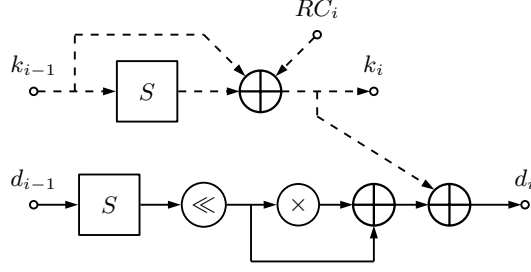 RC_i
k_{i−1}
S
k_i
d_{i−1}
S
≪
×
d_i